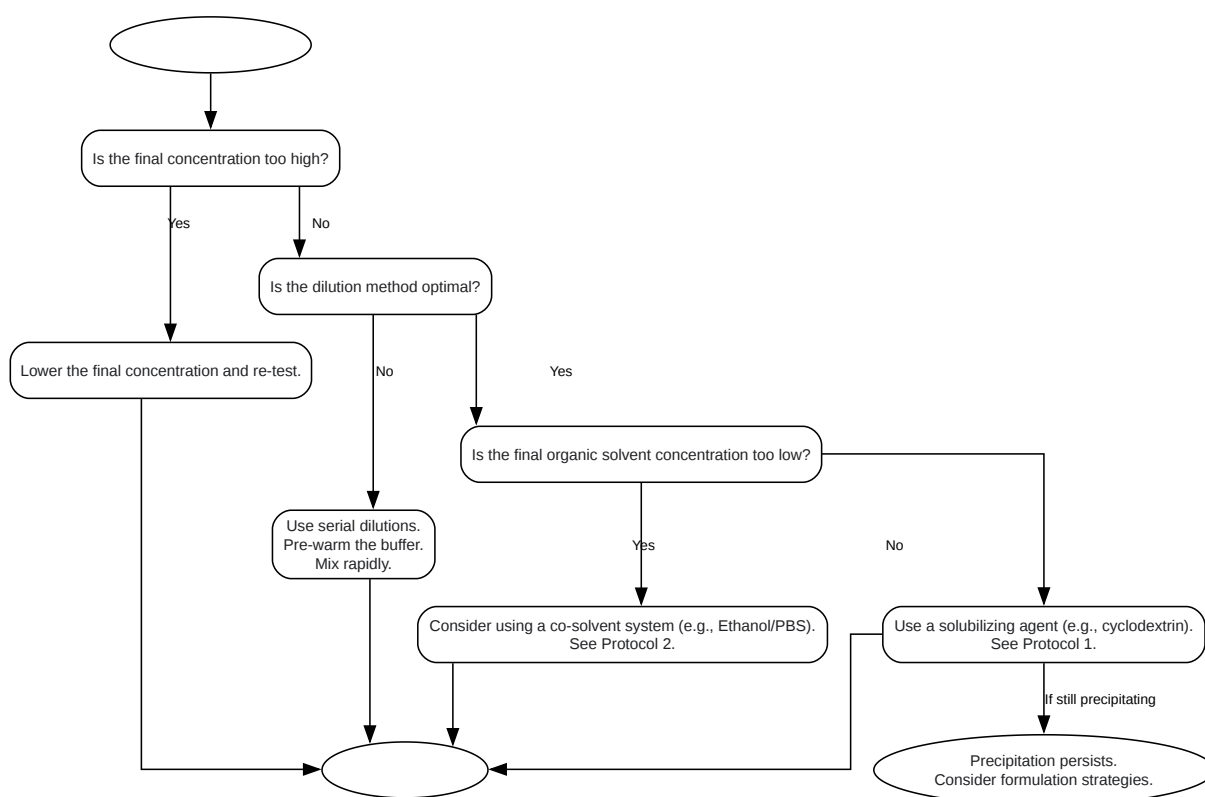 Is the final concentration too high?
Yes
No
Is the dilution method optimal?
Lower the final concentration and re-test.
No
Yes
Is the final organic solvent concentration too low?
Use serial dilutions.
Pre-warm the buffer.
Mix rapidly.
Yes
No
Consider using a co-solvent system (e.g., Ethanol/PBS).
See Protocol 2.
Use a solubilizing agent (e.g., cyclodextrin).
See Protocol 1.
If still precipitating
Precipitation persists.
Consider formulation strategies.